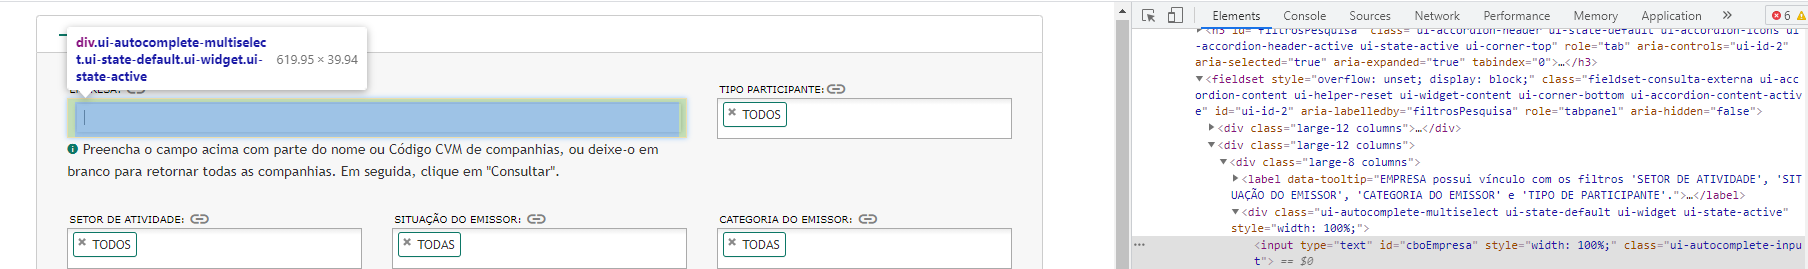 div.ui-autocomplete-multiselec
t.ui-state-default.ui-widget.ui- 619.95 × 39.94
state-active
TIPO PARTICIPANTE:
× TODOS
Preencha o campo acima com parte do nome ou Código CVM de companhias, ou deixe-o em
branco para retornar todas as companhias. Em seguida, clique em "Consultar".
SETOR DE ATIVIDADE:
SITUAÇÃO DO EMISSOR:
CATEGORIA DO EMISSOR:
× TODOS
× TODAS
× TODAS
Elements Console Sources Network Performance Memory Application » 6
<h3 id="filtrosPesquisa" class="ui-accordion-header ui-state-default ui-accordion-icons u
i-accordion-header-active ui-state-active ui-corner-top" role="tab" aria-controls="ui-id-2"
aria-selected="true" aria-expanded="true" tabindex="0">…</h3>
▼<fieldset style="overflow: unset; display: block;" class="fieldset-consulta-externa ui-acc
ordion-content ui-helper-reset ui-widget-content ui-corner-bottom ui-accordion-content-activ
e" id="ui-id-2" aria-labelledby="filtrosPesquisa" role="tabpanel" aria-hidden="false">
▶<div class="large-12 columns">…</div>
▼<div class="large-12 columns">
▼<div class="large-8 columns">
▶<label data-tooltip="EMPRESA possui vínculo com os filtros 'SETOR DE ATIVIDADE', 'SIT
UAÇÃO DO EMISSOR', 'CATEGORIA DO EMISSOR' e 'TIPO DE PARTICIPANTE'.">…</label>
▼<div class="ui-autocomplete-multiselect ui-state-default ui-widget ui-state-active"
style="width: 100%;">
… <input type="text" id="cboEmpresa" style="width: 100%;" class="ui-autocomplete-inpu
t"> == $0